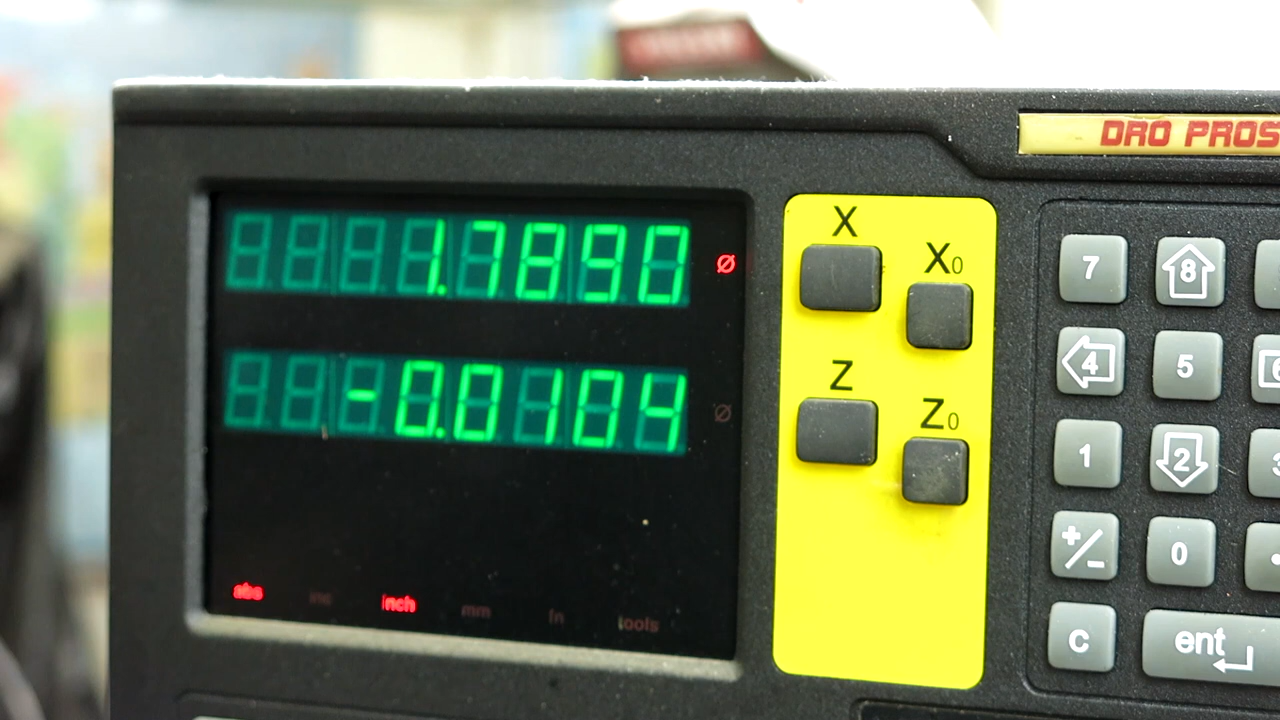 DRO PROS
1.7890 Ø
-0.0104 Ø
abs inc inch mm fn tools
X
X0
Z
Z0
7 8
4 5 6
1 2 3
+/- 0 .
C ent